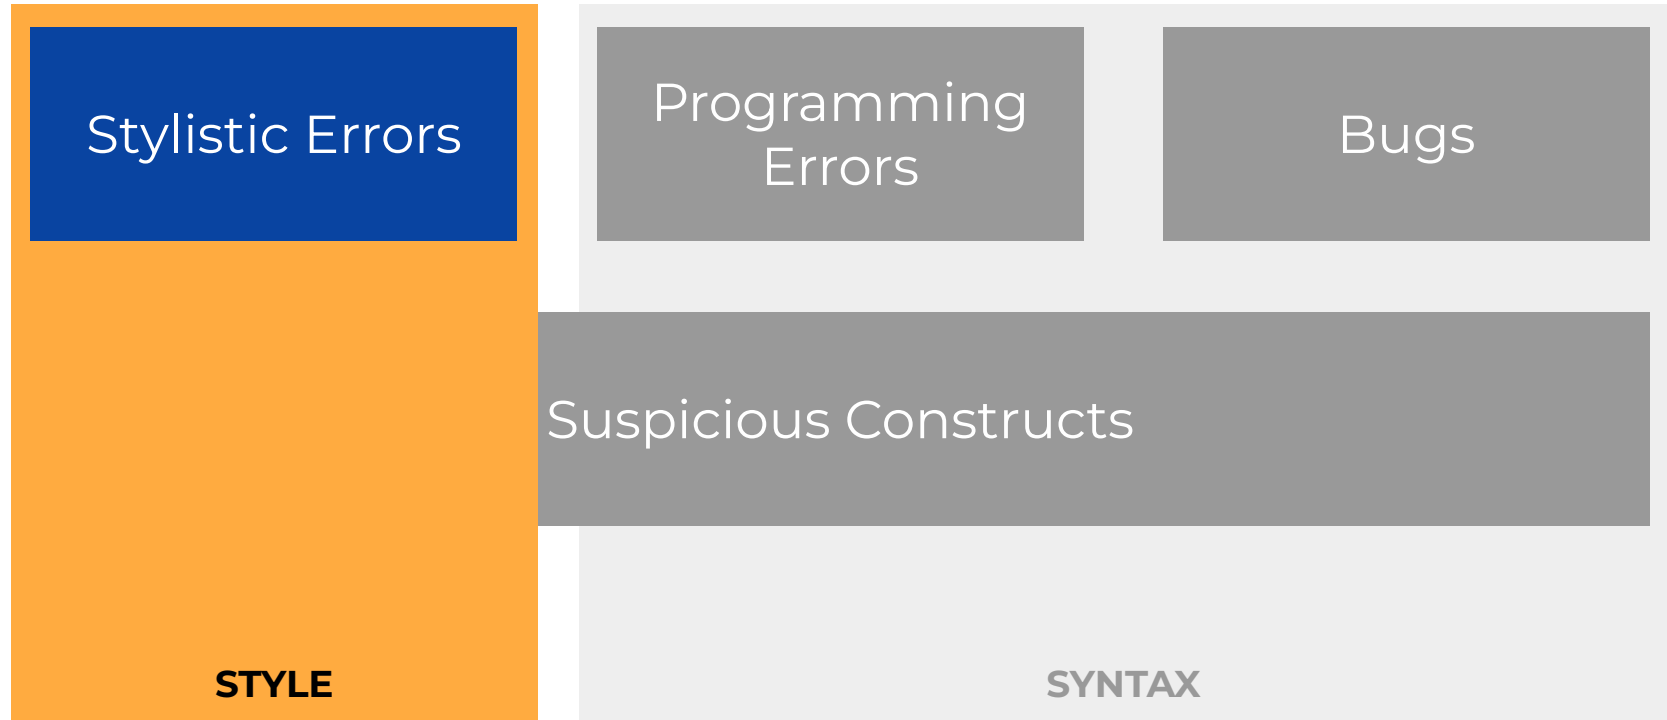 Stylistic Errors
Programming
Errors
Bugs
Suspicious Constructs
STYLE
SYNTAX